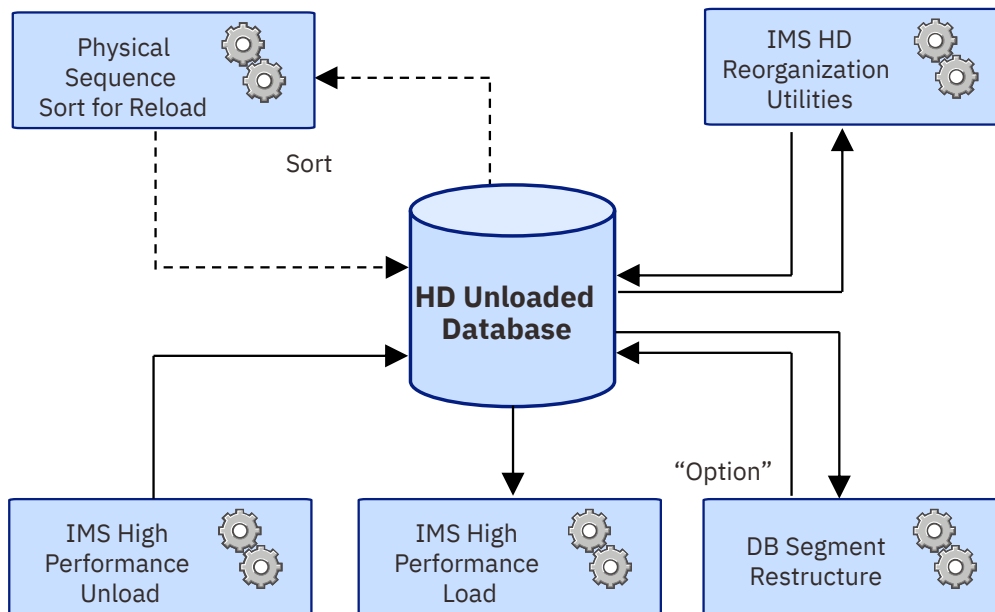 Physical
Sequence
Sort for Reload
IMS HD
Reorganization
Utilities
Sort
HD Unloaded
Database
“Option”
IMS High
Performance
Unload
IMS High
Performance
Load
DB Segment
Restructure